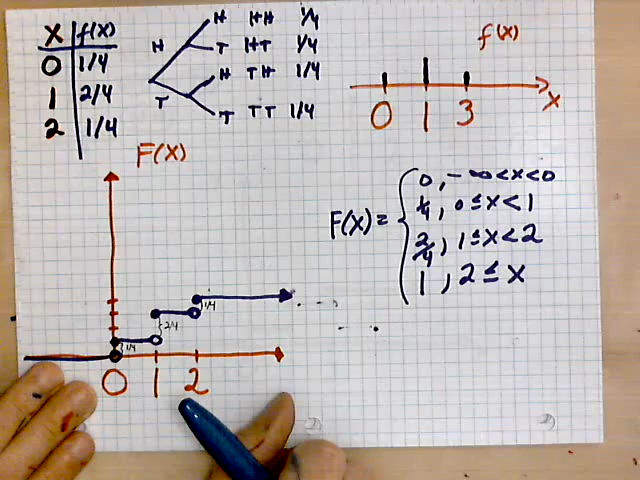 X f(x)
0 1/4
1 2/4
2 1/4
H H HH 1/4
T HT 1/4
T H TH 1/4
T TT 1/4
f(x)
0 1 3 X
F(X)
1/4 2/4 1/4
0 1 2
F(X) = { 0, -∞<x<0
1/4, 0≤x<1
2/4, 1≤x<2
1, 2≤X